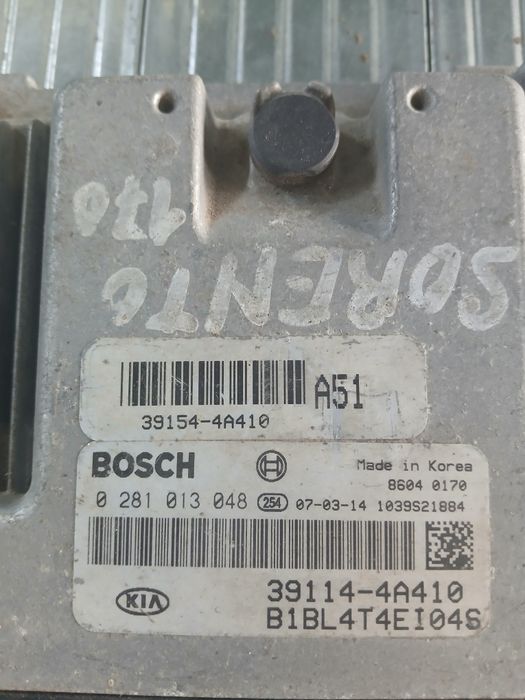 170
SORENTO
A51
39154-4A410
BOSCH
Made in Korea
8604 0170
0 281 013 048 254 07-03-14 1039S21884
39114-4A410
KIA
B1BL4T4EI04S